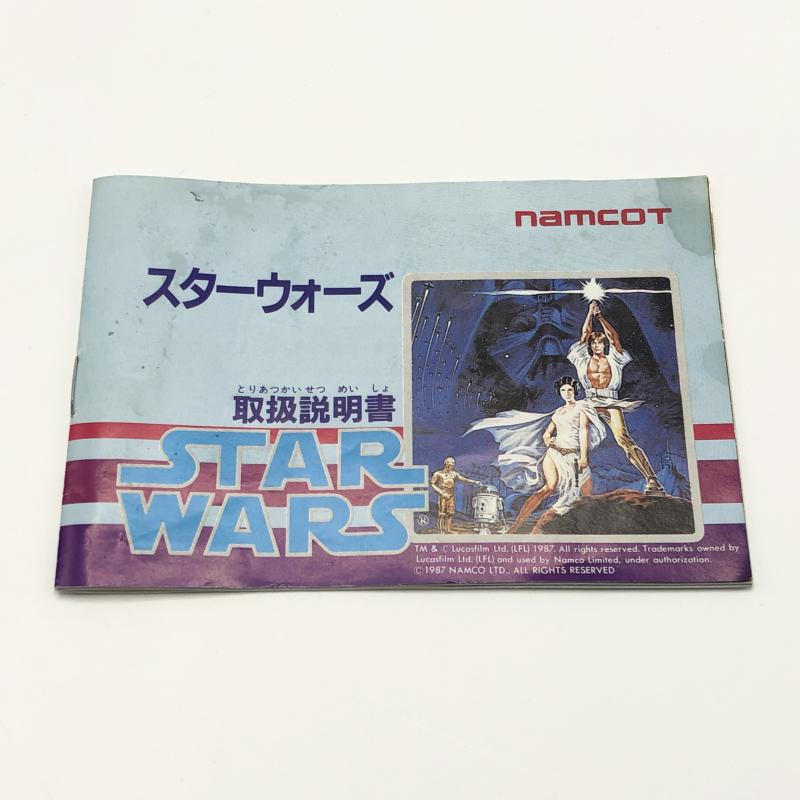 namcoT
スターウォーズ
とりあつかいせつ めい しょ
取扱説明書
STAR
WARS
®
TM & © Lucasfilm Ltd. (LFL) 1987. All rights reserved. Trademarks owned by
Lucasfilm Ltd. (LFL) and used by Namco Limited, under authorization.
© 1987 NAMCO LTD., ALL RIGHTS RESERVED